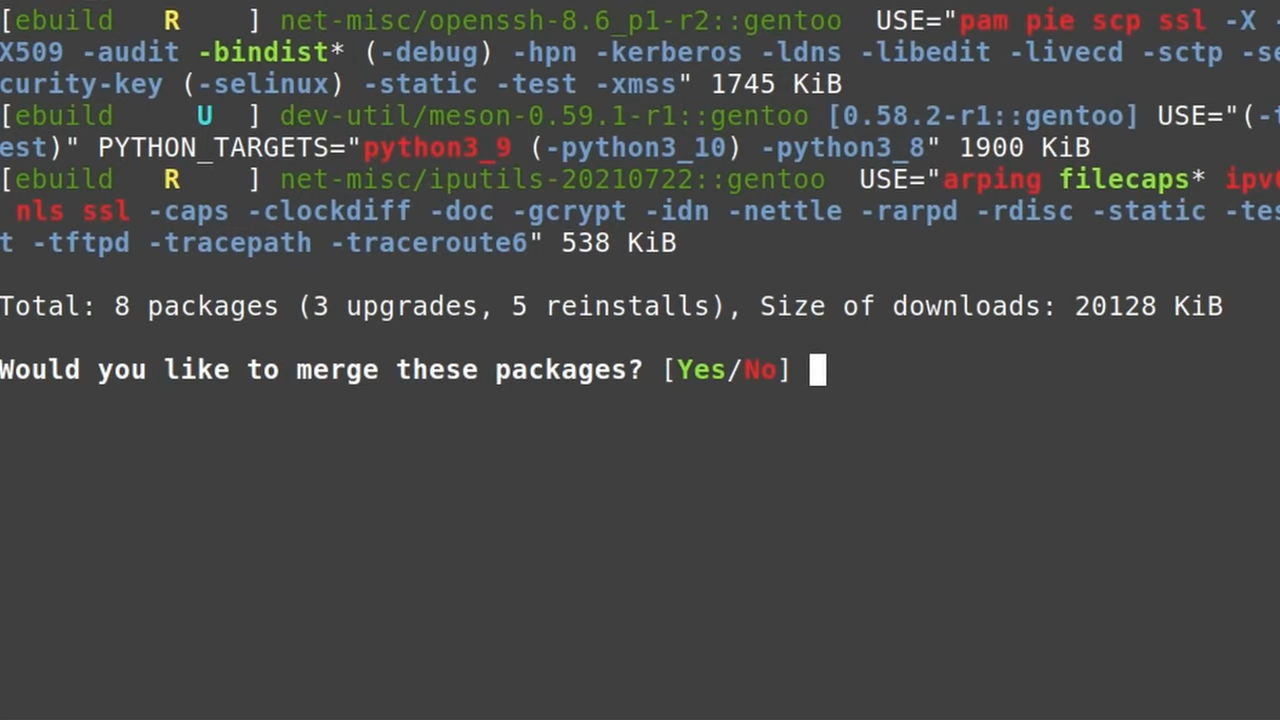 [ebuild   R    ] net-misc/openssh-8.6_p1-r2::gentoo  USE="pam pie scp ssl -X -
X509 -audit -bindist* (-debug) -hpn -kerberos -ldns -libedit -livecd -sctp -se
curity-key (-selinux) -static -test -xmss" 1745 KiB
[ebuild     U  ] dev-util/meson-0.59.1-r1::gentoo [0.58.2-r1::gentoo] USE="(-t
est)" PYTHON_TARGETS="python3_9 (-python3_10) -python3_8" 1900 KiB
[ebuild   R    ] net-misc/iputils-20210722::gentoo  USE="arping filecaps* ipv6
 nls ssl -caps -clockdiff -doc -gcrypt -idn -nettle -rarpd -rdisc -static -tes
t -tftpd -tracepath -traceroute6" 538 KiB
Total: 8 packages (3 upgrades, 5 reinstalls), Size of downloads: 20128 KiB
Would you like to merge these packages? [Yes/No]